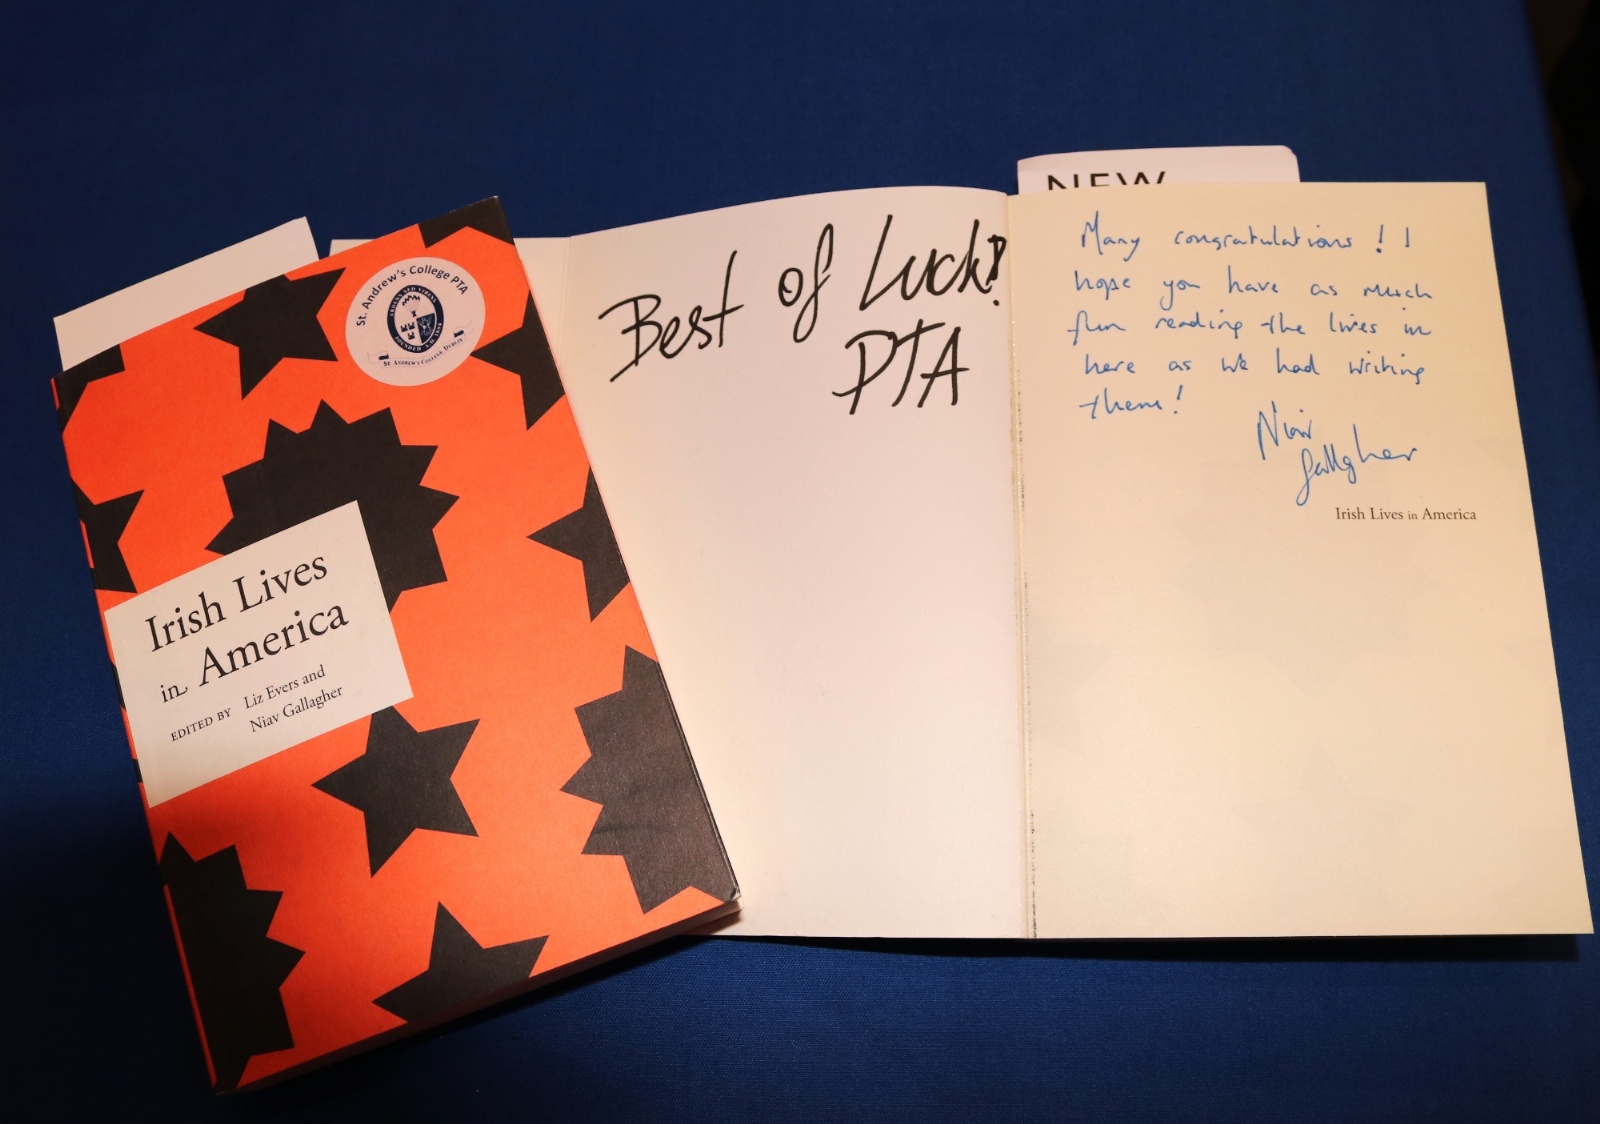 St. Andrew's College PTA
ST ANDREW'S COLLEGE DUBLIN
Irish Lives
in America
EDITED BY Liz Evers and
Niav Gallagher
Best of Luck!
PTA
NEW
Many congratulations! I
hope you have as much
fun reading the lives in
here as we had writing
them!
Niav
Gallagher
Irish Lives in America